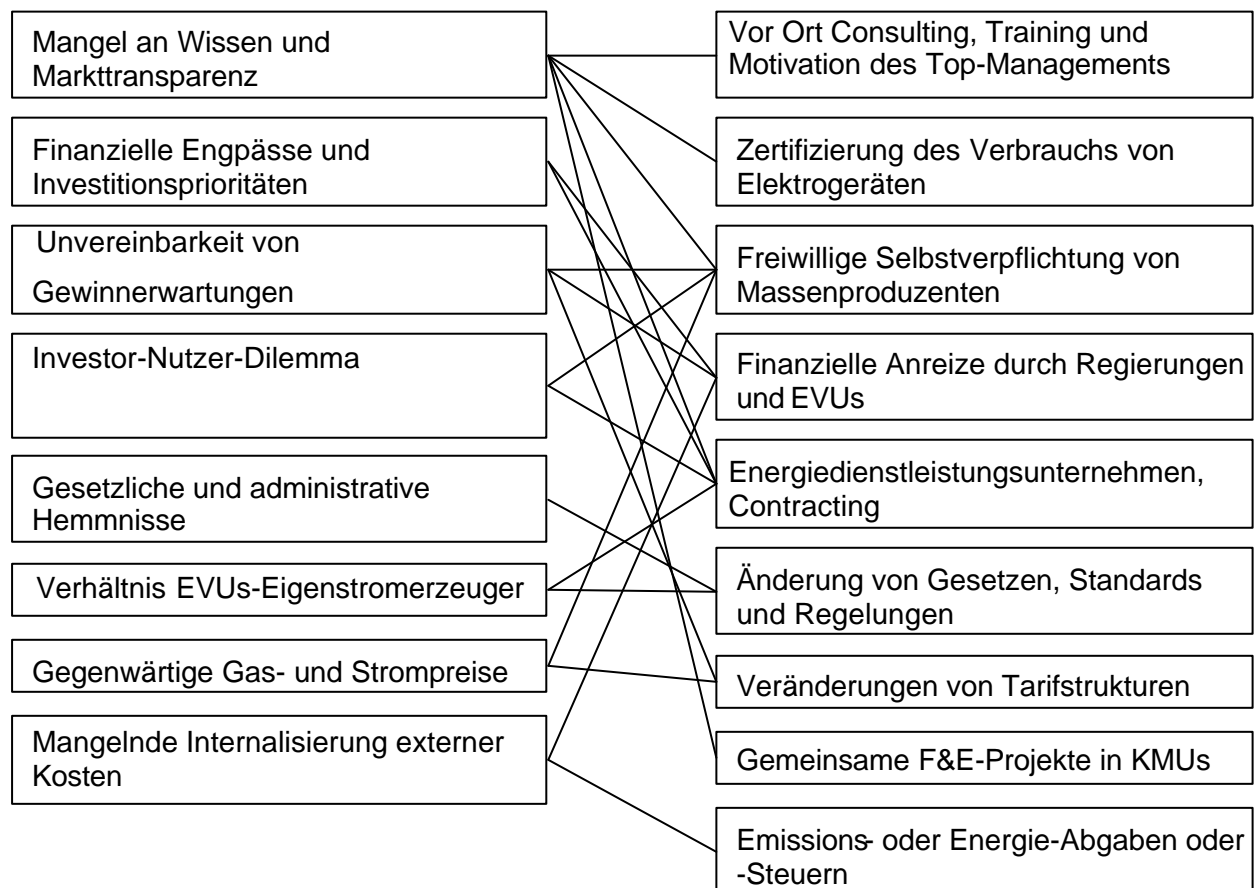 Mangel an Wissen und
Markttransparenz
Finanzielle Engpässe und
Investitionsprioritäten
Unvereinbarkeit von
Gewinnerwartungen
Investor-Nutzer-Dilemma
Gesetzliche und administrative
Hemmnisse
Verhältnis EVUs-Eigenstromerzeuger
Gegenwärtige Gas- und Strompreise
Mangelnde Internalisierung externer
Kosten
Vor Ort Consulting, Training und
Motivation des Top-Managements
Zertifizierung des Verbrauchs von
Elektrogeräten
Freiwillige Selbstverpflichtung von
Massenproduzenten
Finanzielle Anreize durch Regierungen
und EVUs
Energiedienstleistungsunternehmen,
Contracting
Änderung von Gesetzen, Standards
und Regelungen
Veränderungen von Tarifstrukturen
Gemeinsame F&E-Projekte in KMUs
Emissions- oder Energie-Abgaben oder
-Steuern